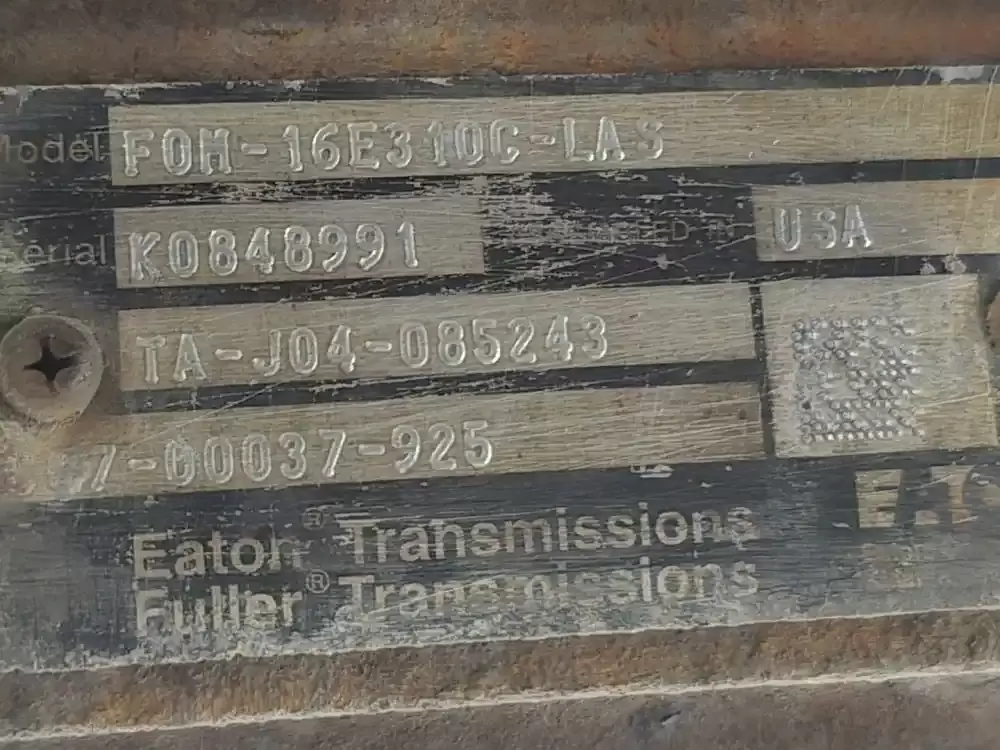 Model FOM-16E310C-LAS
Serial K0848991 USA
TA-J04-085243
7-00037-925
Eaton® Transmissions
Fuller® Transmissions